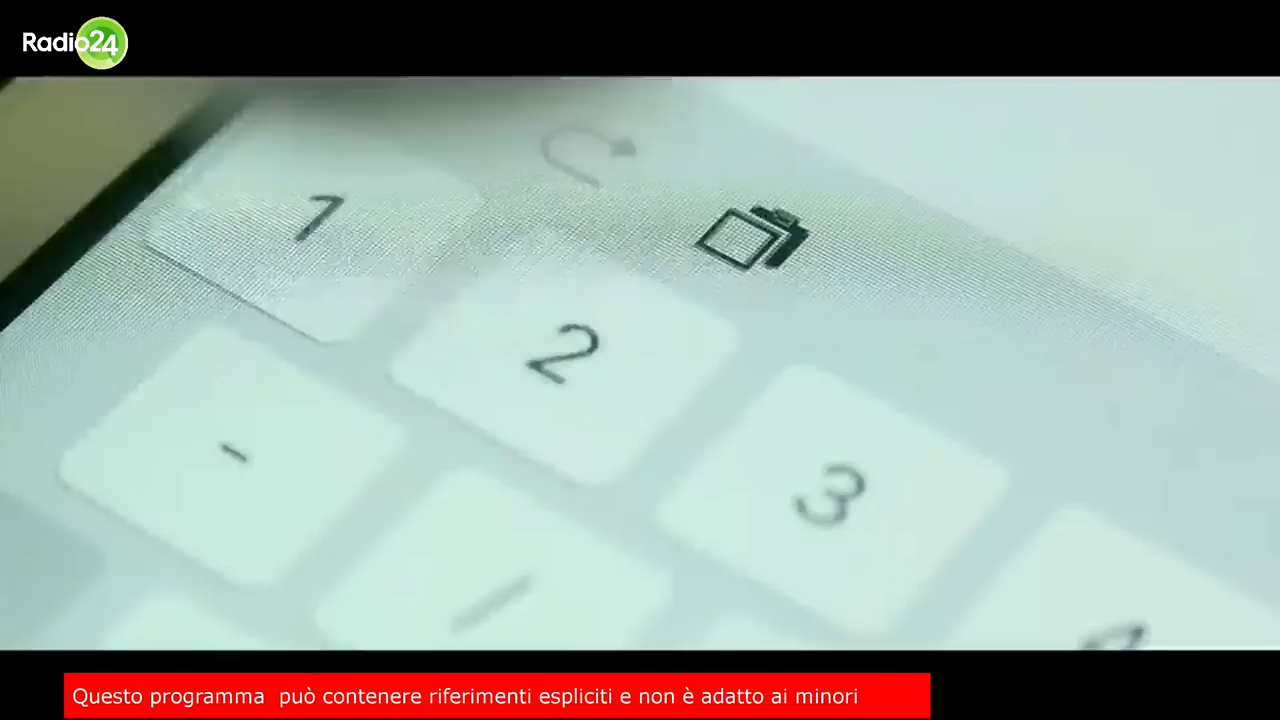 Radio24
1
2
-
3
/
Questo programma  può contenere riferimenti espliciti e non è adatto ai minori